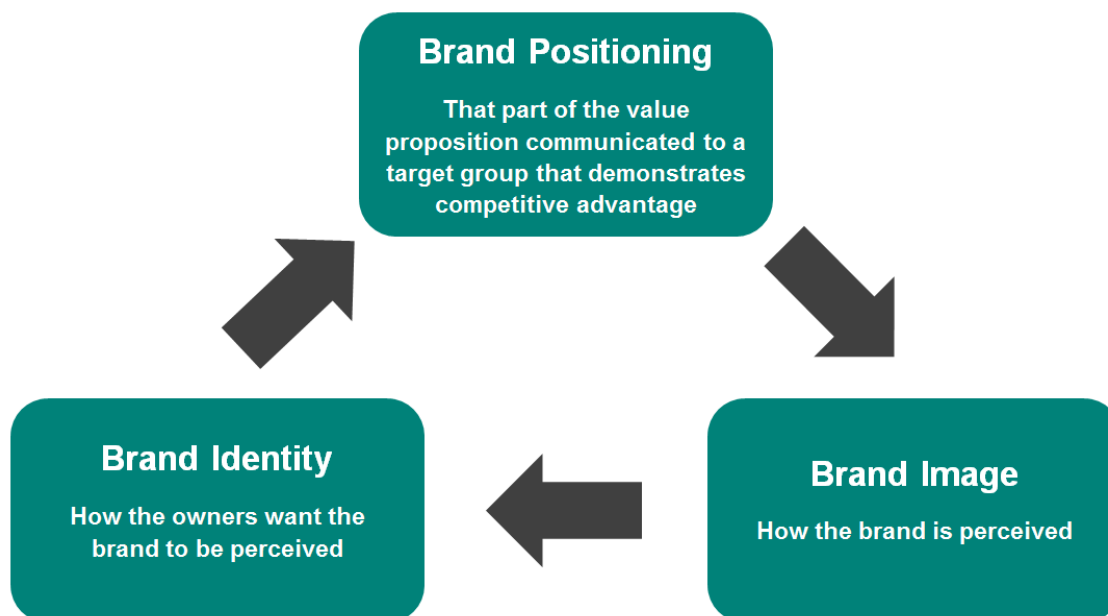 Brand Positioning
That part of the value
proposition communicated to a
target group that demonstrates
competitive advantage
Brand Identity
How the owners want the
brand to be perceived
Brand Image
How the brand is perceived